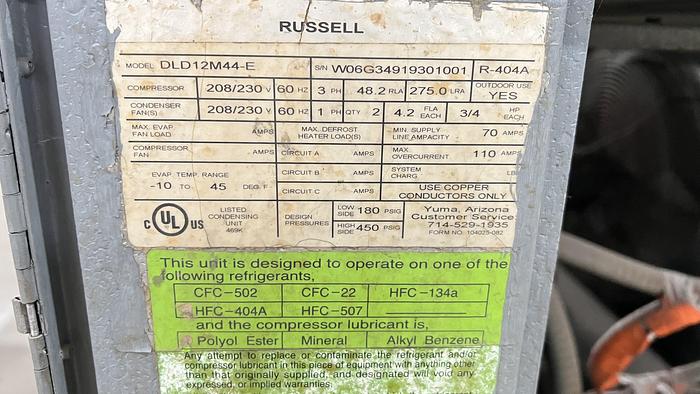 RUSSELL
MODEL DLD12M44-E S/N W06G34919301001 R-404A
COMPRESSOR 208/230 V 60 HZ 3 PH 48.2 RLA 275.0 LRA OUTDOOR USE YES
CONDENSER FAN(S) 208/230 V 60 HZ 1 PH QTY 2 4.2 FLA EACH 3/4 HP EACH
MAX. EVAP FAN LOAD AMPS MAX. DEFROST HEATER LOAD(S) MIN. SUPPLY LINE AMPACITY 70 AMPS
COMPRESSOR FAN AMPS CIRCUIT A AMPS MAX. OVERCURRENT 110 AMPS
EVAP. TEMP. RANGE CIRCUIT B AMPS SYSTEM CHARG LB
-10 TO 45 DEG. F CIRCUIT C AMPS USE COPPER CONDUCTORS ONLY
C UL US LISTED CONDENSING UNIT 469K DESIGN PRESSURES LOW SIDE 180 PSIG
HIGH SIDE 450 PSIG
Yuma, Arizona
Customer Service
714-529-1935
FORM NO. 104025-082
This unit is designed to operate on one of the
following refrigerants,
CFC-502 CFC-22 HFC-134a
HFC-404A HFC-507
and the compressor lubricant is,
Polyol Ester Mineral Alkyl Benzene
Any attempt to replace or contaminate the refrigerant and/or
compressor lubricant in this piece of equipment with anything other
than that originally supplied, and designated will void any
expressed, or implied warranties.